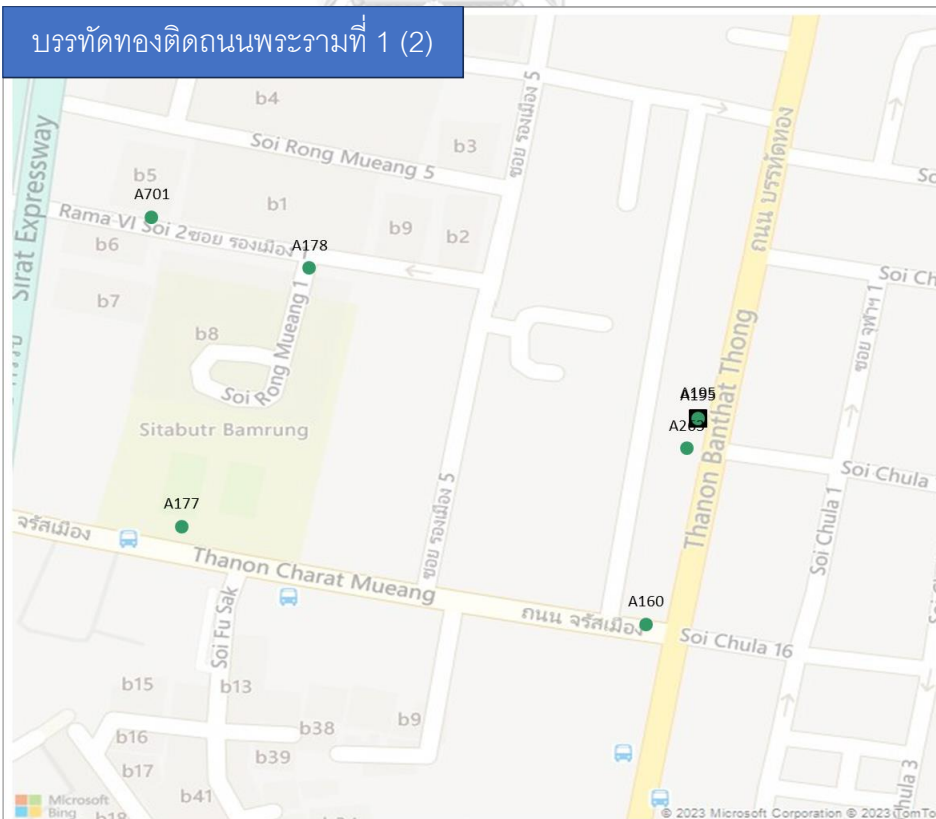 บรรทัดทองติดถนนพระรามที่ 1 (2)
b4
Soi Rong Mueang 5
b3
ซอย รองเมือง 5
ถนน บรรทัดทอง
Sirat Expressway
b5
A701
b1
b9
b2
Rama VI Soi 2
ซอย รองเมือง
A178
b6
b7
b8
Soi Rong Mueang 1
Sitabutr Bamrung
Soi Ch
ซอย จุฬาฯ 1
Thanon Banthat Thong
A195
Soi Chula
Soi Chula 1
A177
จรัสเมือง
Thanon Charat Mueang
ซอย รองเมือง 5
ถนน จรัสเมือง
A160
Soi Chula 16
Soi Fu Sak
b15
b13
b16
b38
b9
b17
b39
b41
b18
Chula 3
Microsoft
Bing
© 2023 Microsoft Corporation © 2023 TomTo